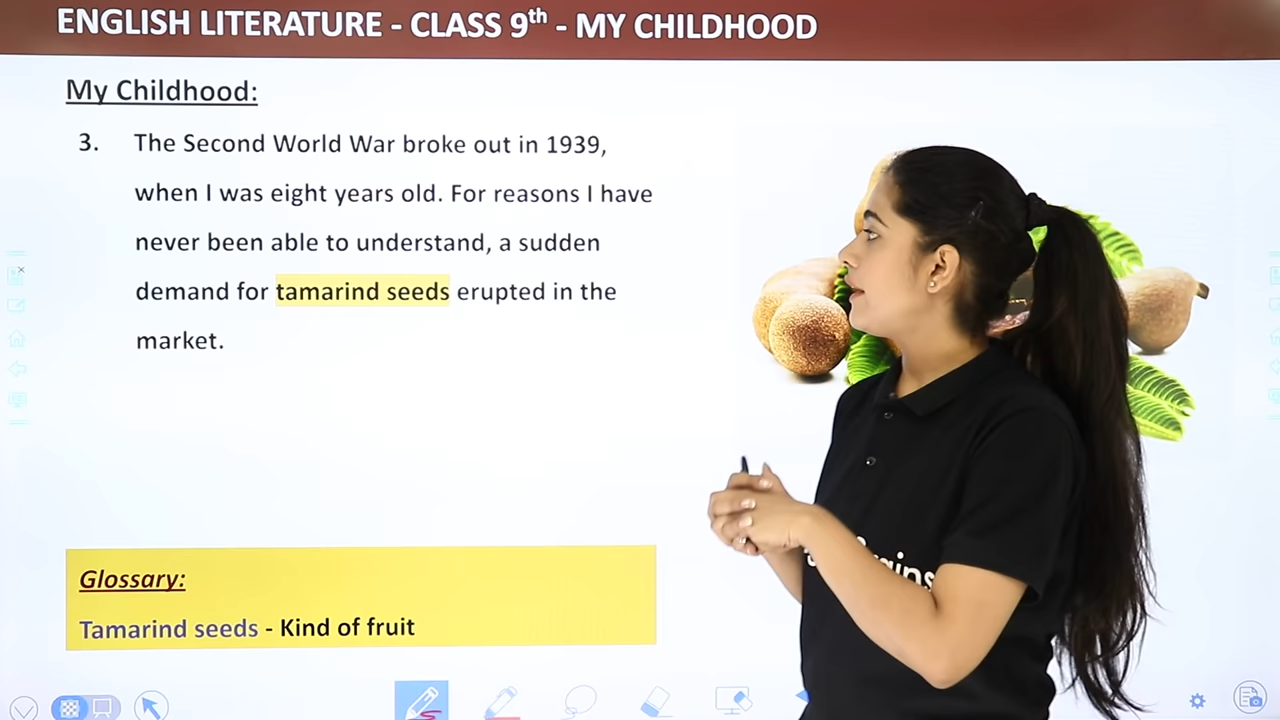 ENGLISH LITERATURE - CLASS 9th - MY CHILDHOOD
My Childhood:
3. The Second World War broke out in 1939,
when I was eight years old. For reasons I have
never been able to understand, a sudden
demand for tamarind seeds erupted in the
market.
Glossary:
Tamarind seeds - Kind of fruit